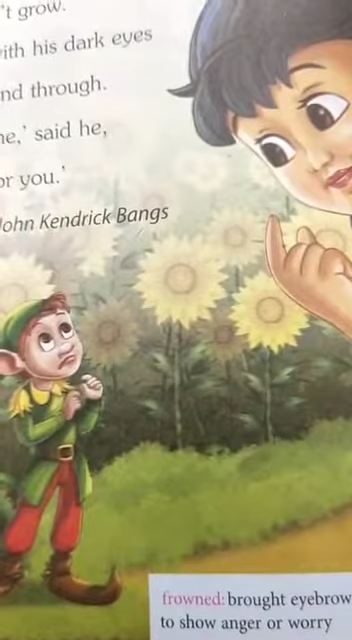 't grow.
ith his dark eyes
nd through.
e,' said he,
or you.'
John Kendrick Bangs
frowned: brought eyebrow
to show anger or worry